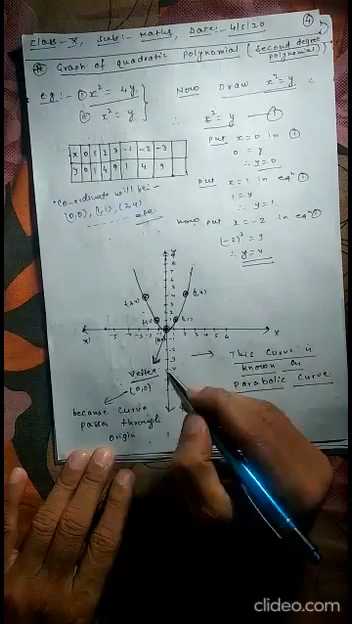 Class-X, Sub:- Maths, Date:- 4/5/20
4
Graph of quadratic Polynomial (Second degree polynomial)
e.g:- ① x² = 4y
② x² = y
Now Draw x² = y
∴ x² = y — ①
Put x = 0 in ①
0 = y
∴ y = 0
Put x = 1 in eqⁿ ①
1 = y
∴ y = 1
Now put x = -2 in eqⁿ ①
(-2)² = y
∴ y = 4
x 0 1 2 3 -1 -2 -3
y 0 1 4 9 1 4 9
Co-ordinate will be:-
(0,0), (1,1), (2,4)
y
x' x
Vertex
(0,0)
because curve
passes through
origin
→ This curve is
known as
parabolic curve
clideo.com